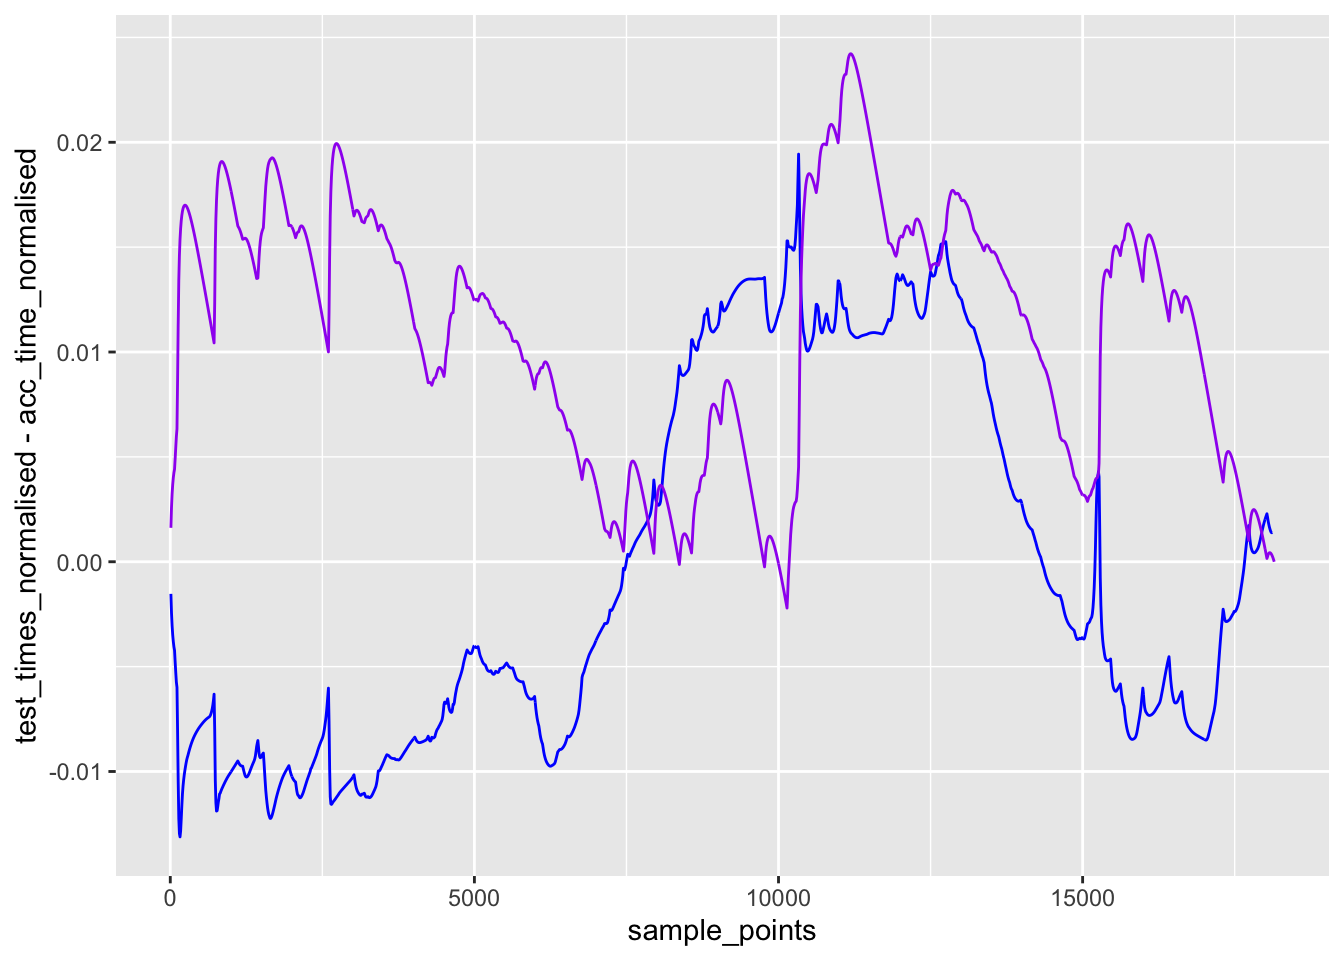 0.02
0.01
0.00
-0.01
test_times_normalised - acc_time_normalised
0 5000 10000 15000
sample_points